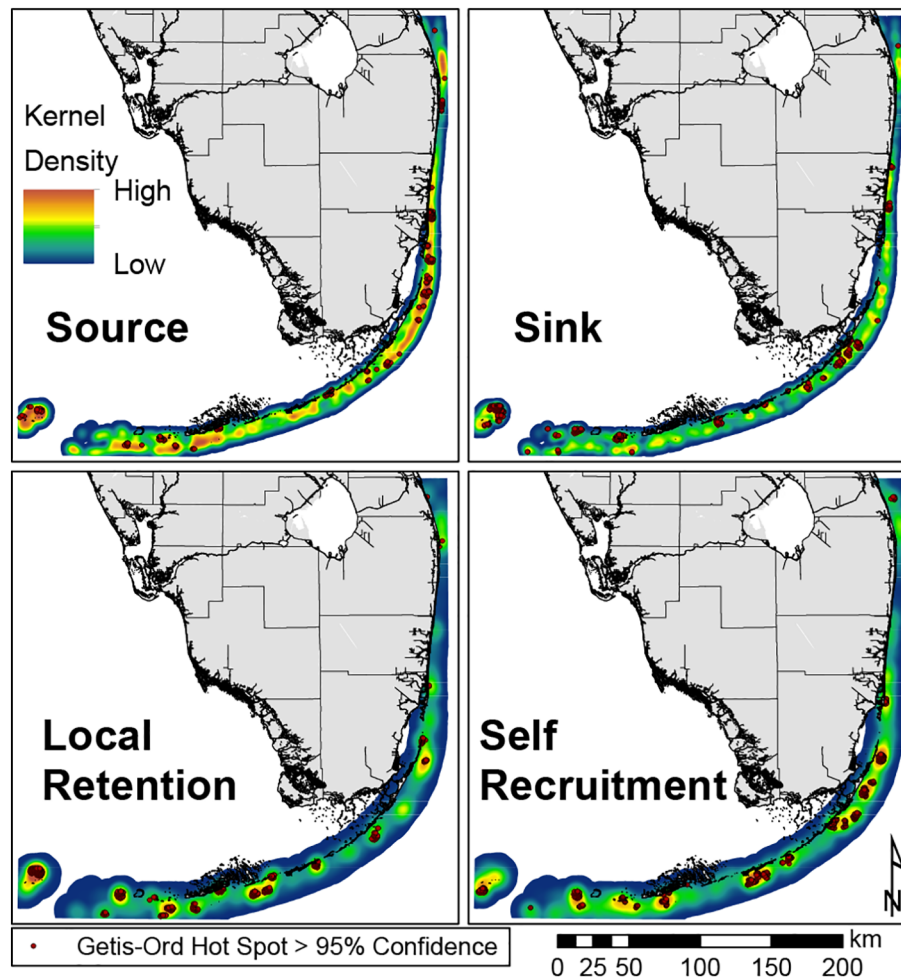 Kernel
Density
High
Low
Source
Sink
Local
Retention
Self
Recruitment
N
Getis-Ord Hot Spot > 95% Confidence
km
0 25 50 100 150 200